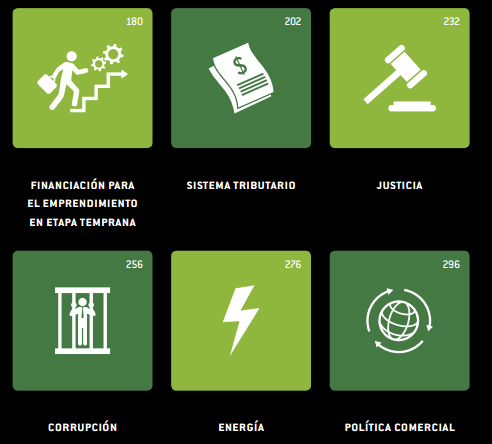 180
202
232
FINANCIACIÓN PARA
EL EMPRENDIMIENTO
EN ETAPA TEMPRANA
SISTEMA TRIBUTARIO
JUSTICIA
256
276
296
CORRUPCIÓN
ENERGÍA
POLÍTICA COMERCIAL